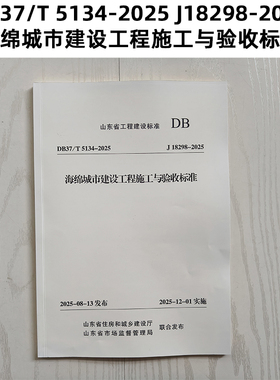 37/T 5134-2025 J18298-20
绵城市建设工程施工与验收标
山东省工程建设标准 DB
DB37/T 5134-2025 J 18298-2025
海绵城市建设工程施工与验收标准
2025-08-13 发布 2025-12-01 实施
山东省住房和城乡建设厅
山东省市场监督管理局
联合发布